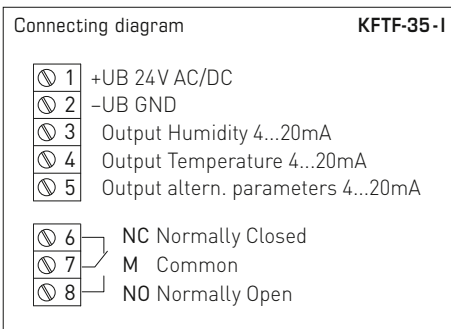 Connecting diagram KFTF-35-I
1 +UB 24V AC/DC
2 –UB GND
3 Output Humidity 4...20mA
4 Output Temperature 4...20mA
5 Output altern. parameters 4...20mA
6 NC Normally Closed
7 M Common
8 NO Normally Open